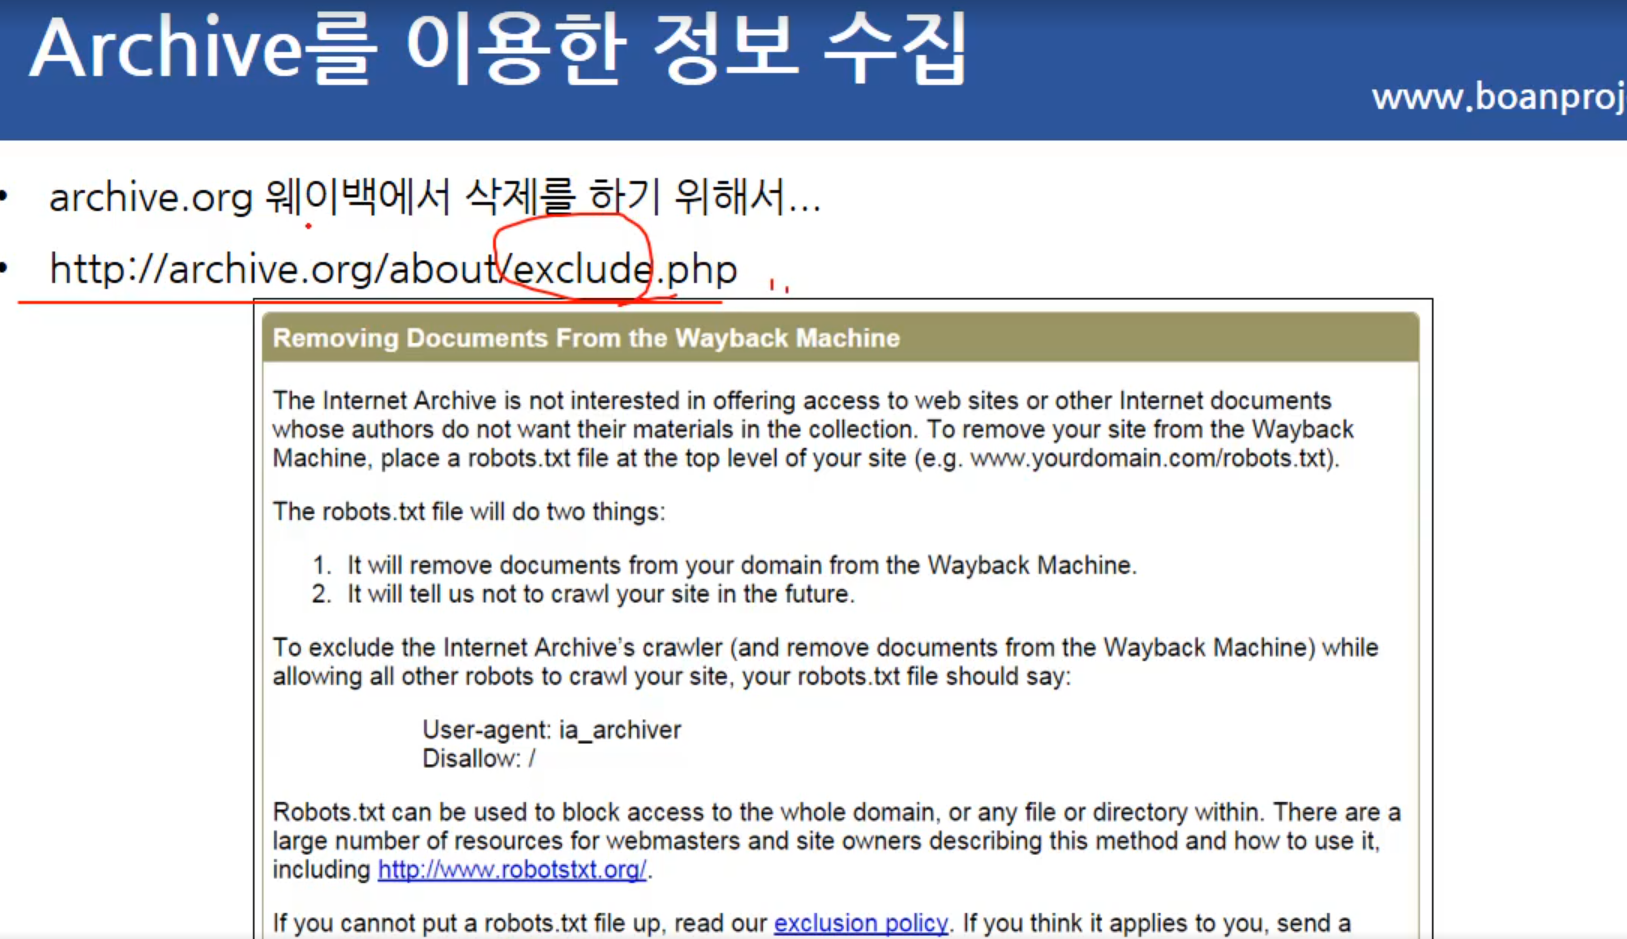 Archive를 이용한 정보 수집
www.boanproj
• archive.org 웨이백에서 삭제를 하기 위해서...
• http://archive.org/about/exclude.php
Removing Documents From the Wayback Machine
The Internet Archive is not interested in offering access to web sites or other Internet documents
whose authors do not want their materials in the collection. To remove your site from the Wayback
Machine, place a robots.txt file at the top level of your site (e.g. www.yourdomain.com/robots.txt).
The robots.txt file will do two things:
1. It will remove documents from your domain from the Wayback Machine.
2. It will tell us not to crawl your site in the future.
To exclude the Internet Archive's crawler (and remove documents from the Wayback Machine) while
allowing all other robots to crawl your site, your robots.txt file should say:
User-agent: ia_archiver
Disallow: /
Robots.txt can be used to block access to the whole domain, or any file or directory within. There are a
large number of resources for webmasters and site owners describing this method and how to use it,
including http://www.robotstxt.org/.
If you cannot put a robots.txt file up, read our exclusion policy. If you think it applies to you, send a